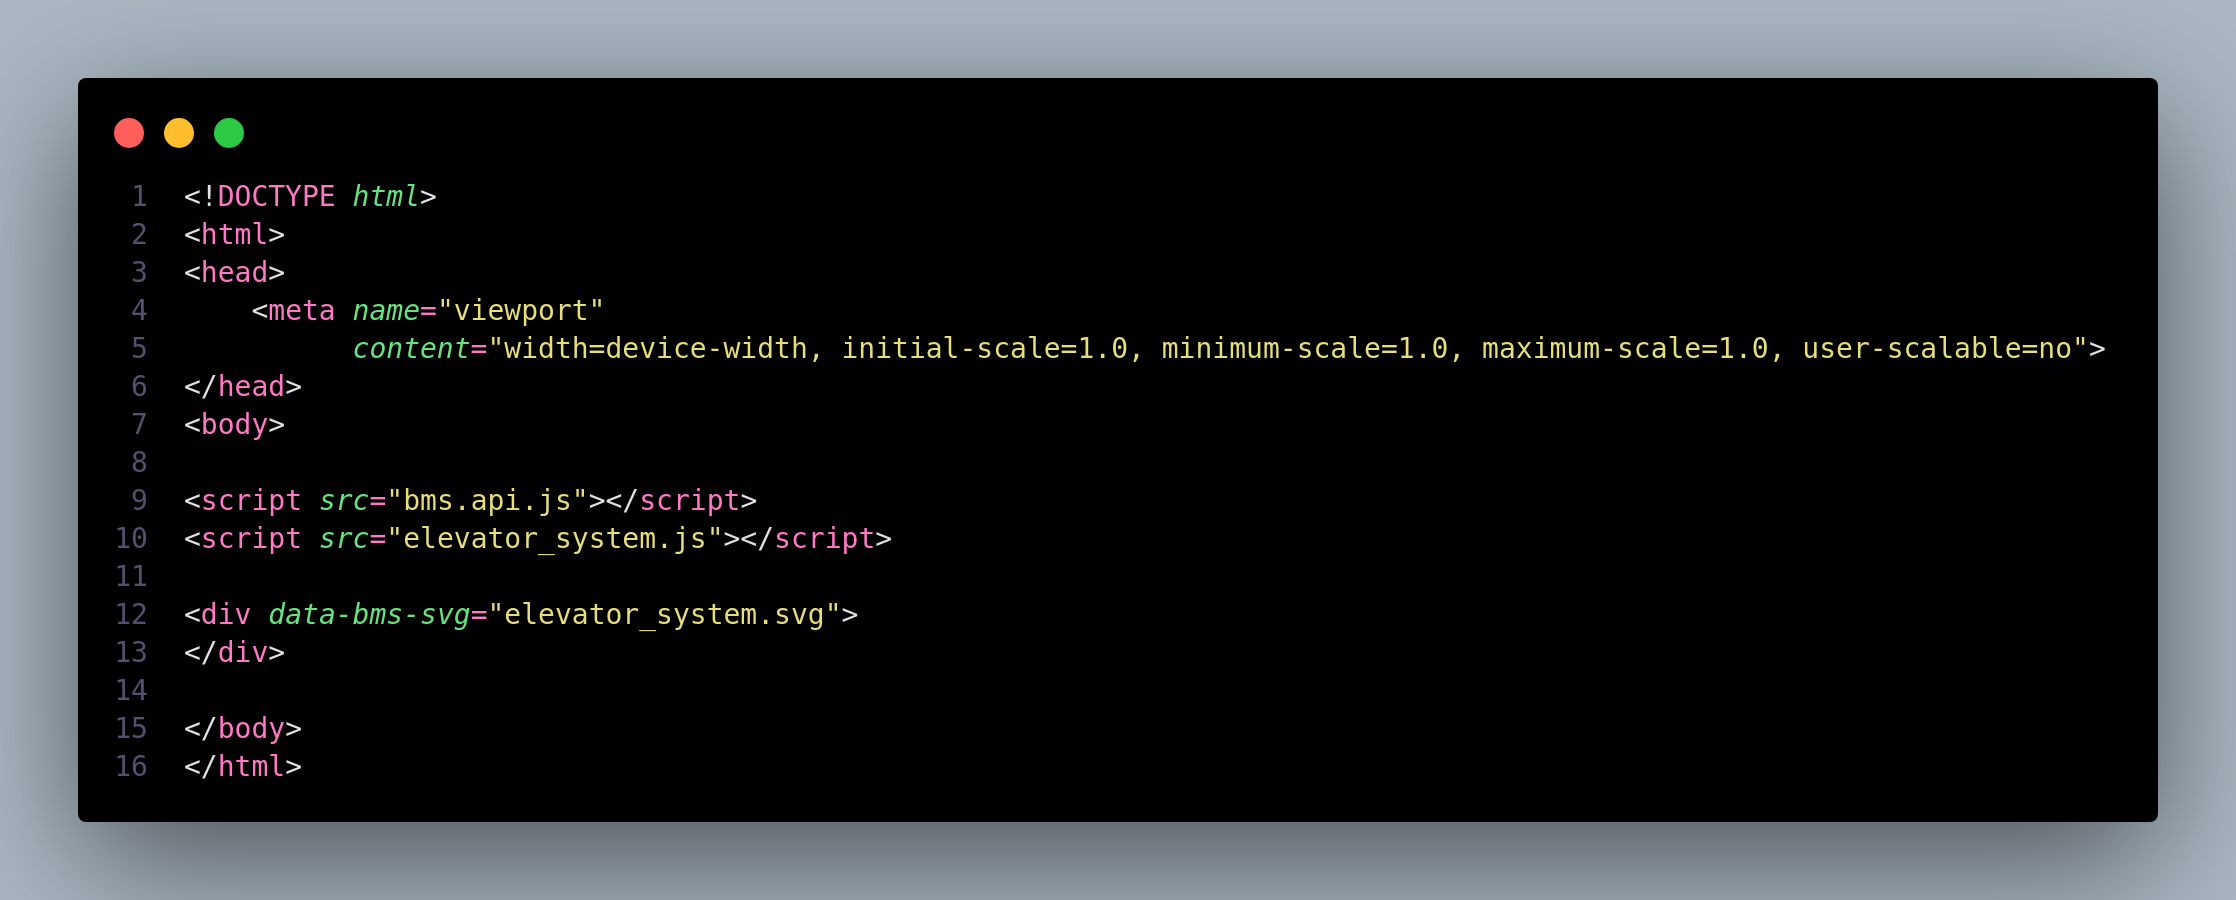 1 <!DOCTYPE html>
2 <html>
3 <head>
4     <meta name="viewport"
5           content="width=device-width, initial-scale=1.0, minimum-scale=1.0, maximum-scale=1.0, user-scalable=no">
6 </head>
7 <body>
8
9 <script src="bms.api.js"></script>
10 <script src="elevator_system.js"></script>
11
12 <div data-bms-svg="elevator_system.svg">
13 </div>
14
15 </body>
16 </html>